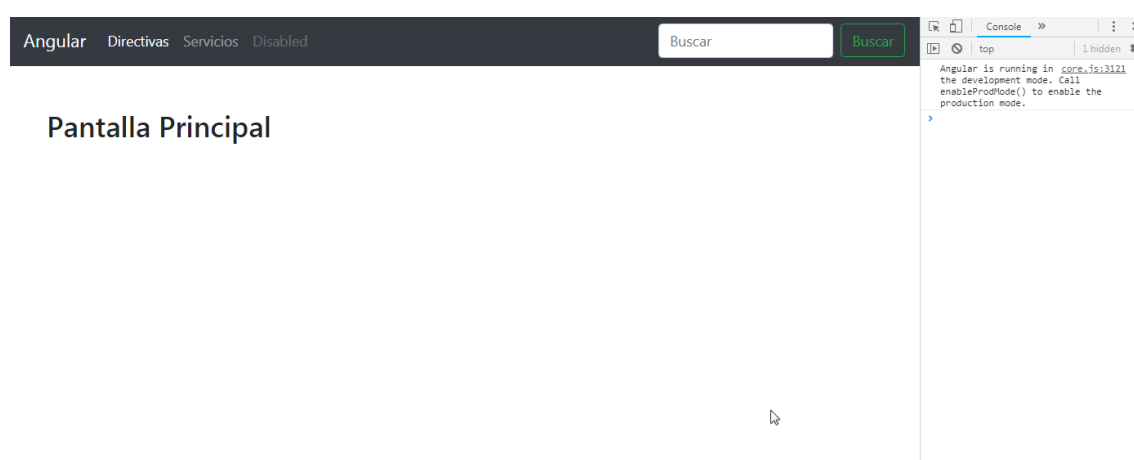 Angular Directivas Servicios Disabled Buscar Buscar
Pantalla Principal
Console »
top 1 hidden
Angular is running in core.js:3121
the development mode. Call
enableProdMode() to enable the
production mode.